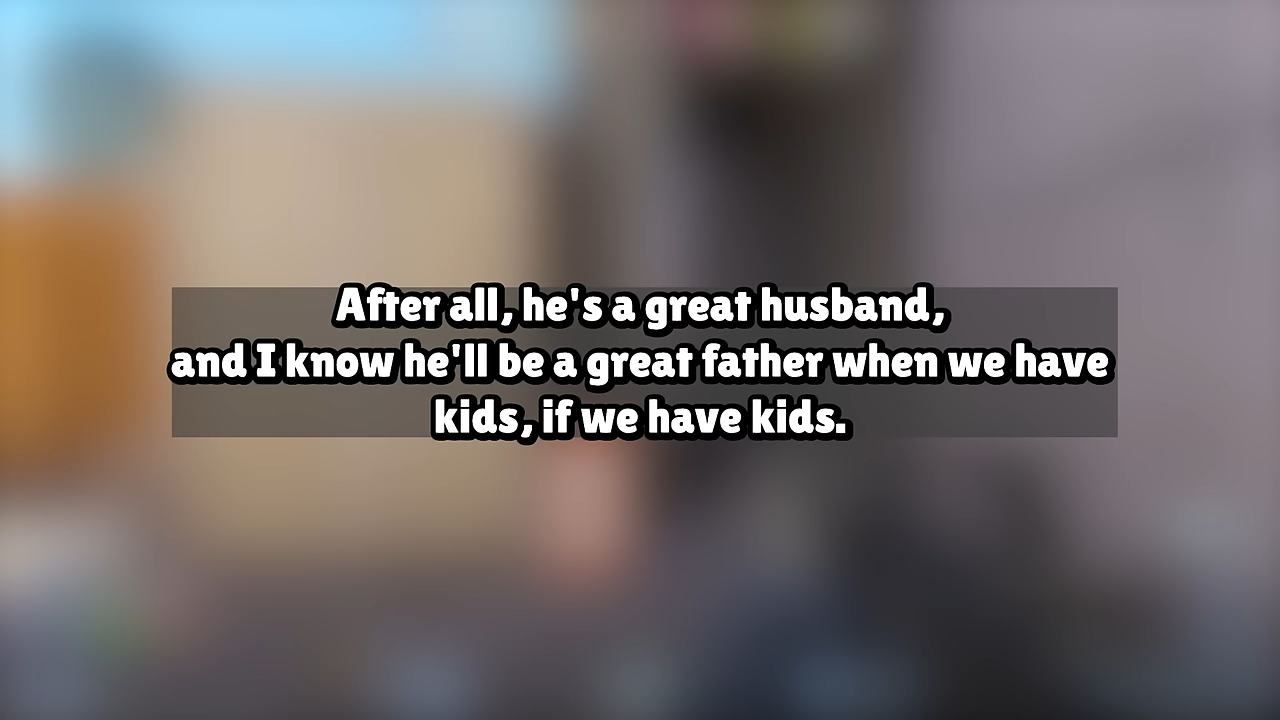 After all, he's a great husband,
and I know he'll be a great father when we have
kids, if we have kids.